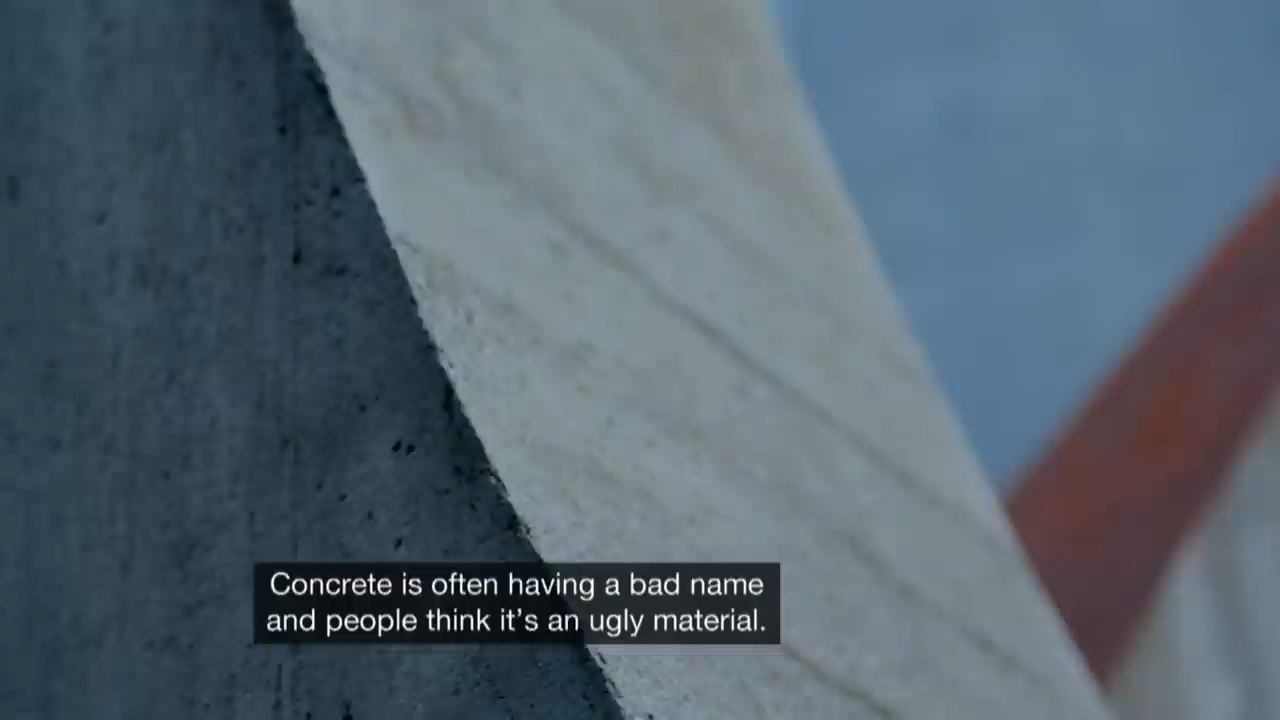 Concrete is often having a bad name
and people think it’s an ugly material.